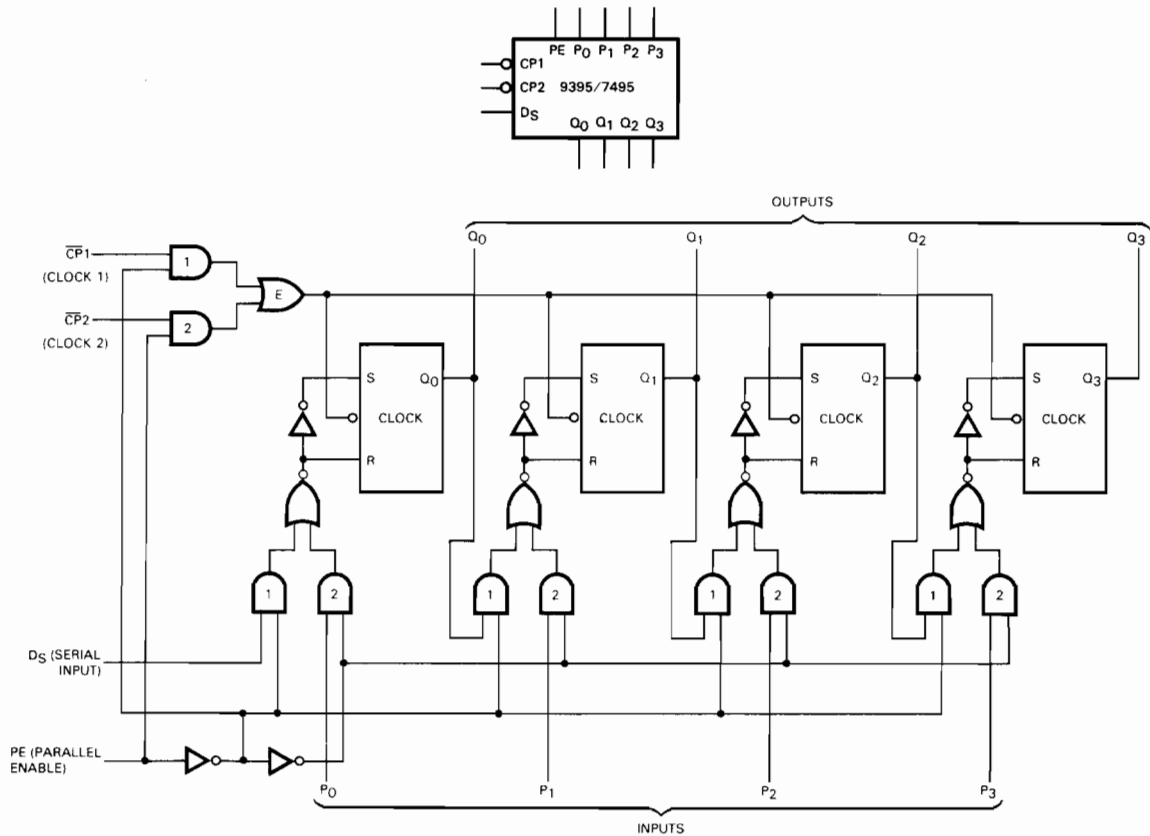 PE P0 P1 P2 P3
CP1
CP2 9395/7495
DS
Q0 Q1 Q2 Q3
OUTPUTS
Q0 Q1 Q2 Q3
CP1
(CLOCK 1)
1
E
CP2
(CLOCK 2)
2
S Q0 S Q1 S Q2 S Q3
CLOCK CLOCK CLOCK CLOCK
R R R R
1 2 1 2 1 2 1 2
DS (SERIAL
INPUT)
PE (PARALLEL
ENABLE)
P0 P1 P2 P3
INPUTS